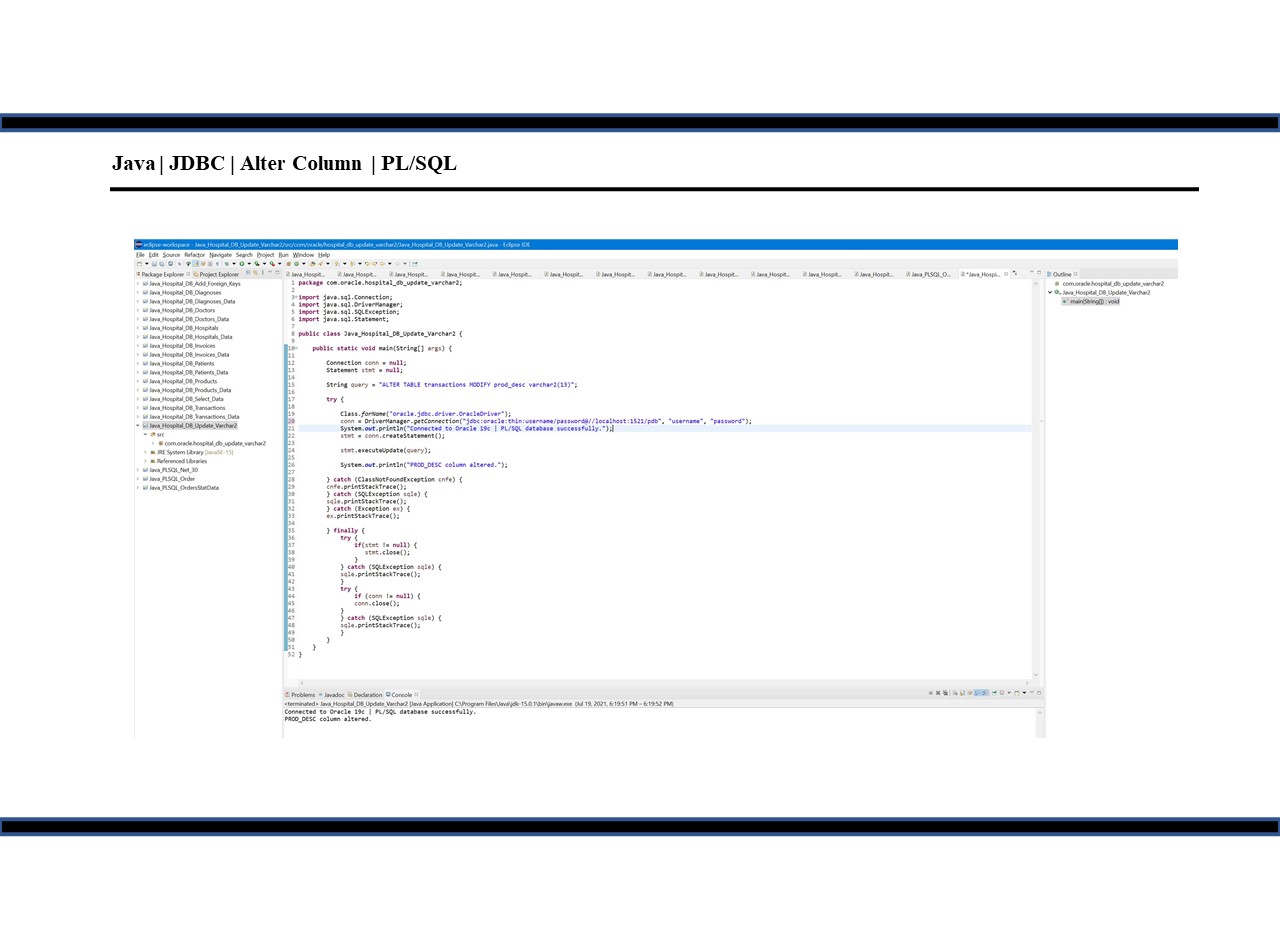 Java | JDBC | Alter Column | PL/SQL
eclipse-workspace - Java_Hospital_DB_Update_Varchar2/src/com/oracle/hospital_db_update_varchar2/Java_Hospital_DB_Update_Varchar2.java - Eclipse IDE
File Edit Source Refactor Navigate Search Project Run Window Help
Package Explorer Project Explorer
Java_Hospital_DB_Add_Foreign_Keys
Java_Hospital_DB_Diagnoses
Java_Hospital_DB_Diagnoses_Data
Java_Hospital_DB_Doctors
Java_Hospital_DB_Doctors_Data
Java_Hospital_DB_Hospitals
Java_Hospital_DB_Hospitals_Data
Java_Hospital_DB_Invoices
Java_Hospital_DB_Invoices_Data
Java_Hospital_DB_Patients
Java_Hospital_DB_Patients_Data
Java_Hospital_DB_Products
Java_Hospital_DB_Products_Data
Java_Hospital_DB_Select_Data
Java_Hospital_DB_Transactions
Java_Hospital_DB_Transactions_Data
Java_Hospital_DB_Update_Varchar2
src
com.oracle.hospital_db_update_varchar2
JRE System Library [JavaSE-15]
Referenced Libraries
Java_PLSQL_Net_30
Java_PLSQL_Order
Java_PLSQL_OrdersStatData
Java_Hospit... Java_Hospit... Java_Hospit... Java_Hospit... Java_Hospit... Java_Hospit... Java_Hospit... Java_Hospit... Java_Hospit... Java_Hospit... Java_Hospit... Java_Hospit... Java_PLSQL_O... *Java_Hospi...
1 package com.oracle.hospital_db_update_varchar2;
2
3 import java.sql.Connection;
4 import java.sql.DriverManager;
5 import java.sql.SQLException;
6 import java.sql.Statement;
7
8 public class Java_Hospital_DB_Update_Varchar2 {
9
10 public static void main(String[] args) {
11
12 Connection conn = null;
13 Statement stmt = null;
14
15 String query = "ALTER TABLE transactions MODIFY prod_desc varchar2(13)";
16
17 try {
18
19 Class.forName("oracle.jdbc.driver.OracleDriver");
20 conn = DriverManager.getConnection("jdbc:oracle:thin:username/password@//localhost:1521/pdb", "username", "password");
21 System.out.println("Connected to Oracle 19c | PL/SQL database successfully.");
22 stmt = conn.createStatement();
23
24 stmt.executeUpdate(query);
25
26 System.out.println("PROD_DESC column altered.");
27
28 } catch (ClassNotFoundException cnfe) {
29 cnfe.printStackTrace();
30 } catch (SQLException sqle) {
31 sqle.printStackTrace();
32 } catch (Exception ex) {
33 ex.printStackTrace();
34
35 } finally {
36 try {
37 if(stmt != null) {
38 stmt.close();
39 }
40 } catch (SQLException sqle) {
41 sqle.printStackTrace();
42 }
43 try {
44 if (conn != null) {
45 conn.close();
46 }
47 } catch (SQLException sqle) {
48 sqle.printStackTrace();
49 }
50 }
51 }
52 }
Outline
com.oracle.hospital_db_update_varchar2
Java_Hospital_DB_Update_Varchar2
main(String[]) : void
Problems Javadoc Declaration Console
<terminated> Java_Hospital_DB_Update_Varchar2 [Java Application] C:\Program Files\Java\jdk-15.0.1\bin\javaw.exe (Jul 19, 2021, 6:19:51 PM – 6:19:52 PM)
Connected to Oracle 19c | PL/SQL database successfully.
PROD_DESC column altered.